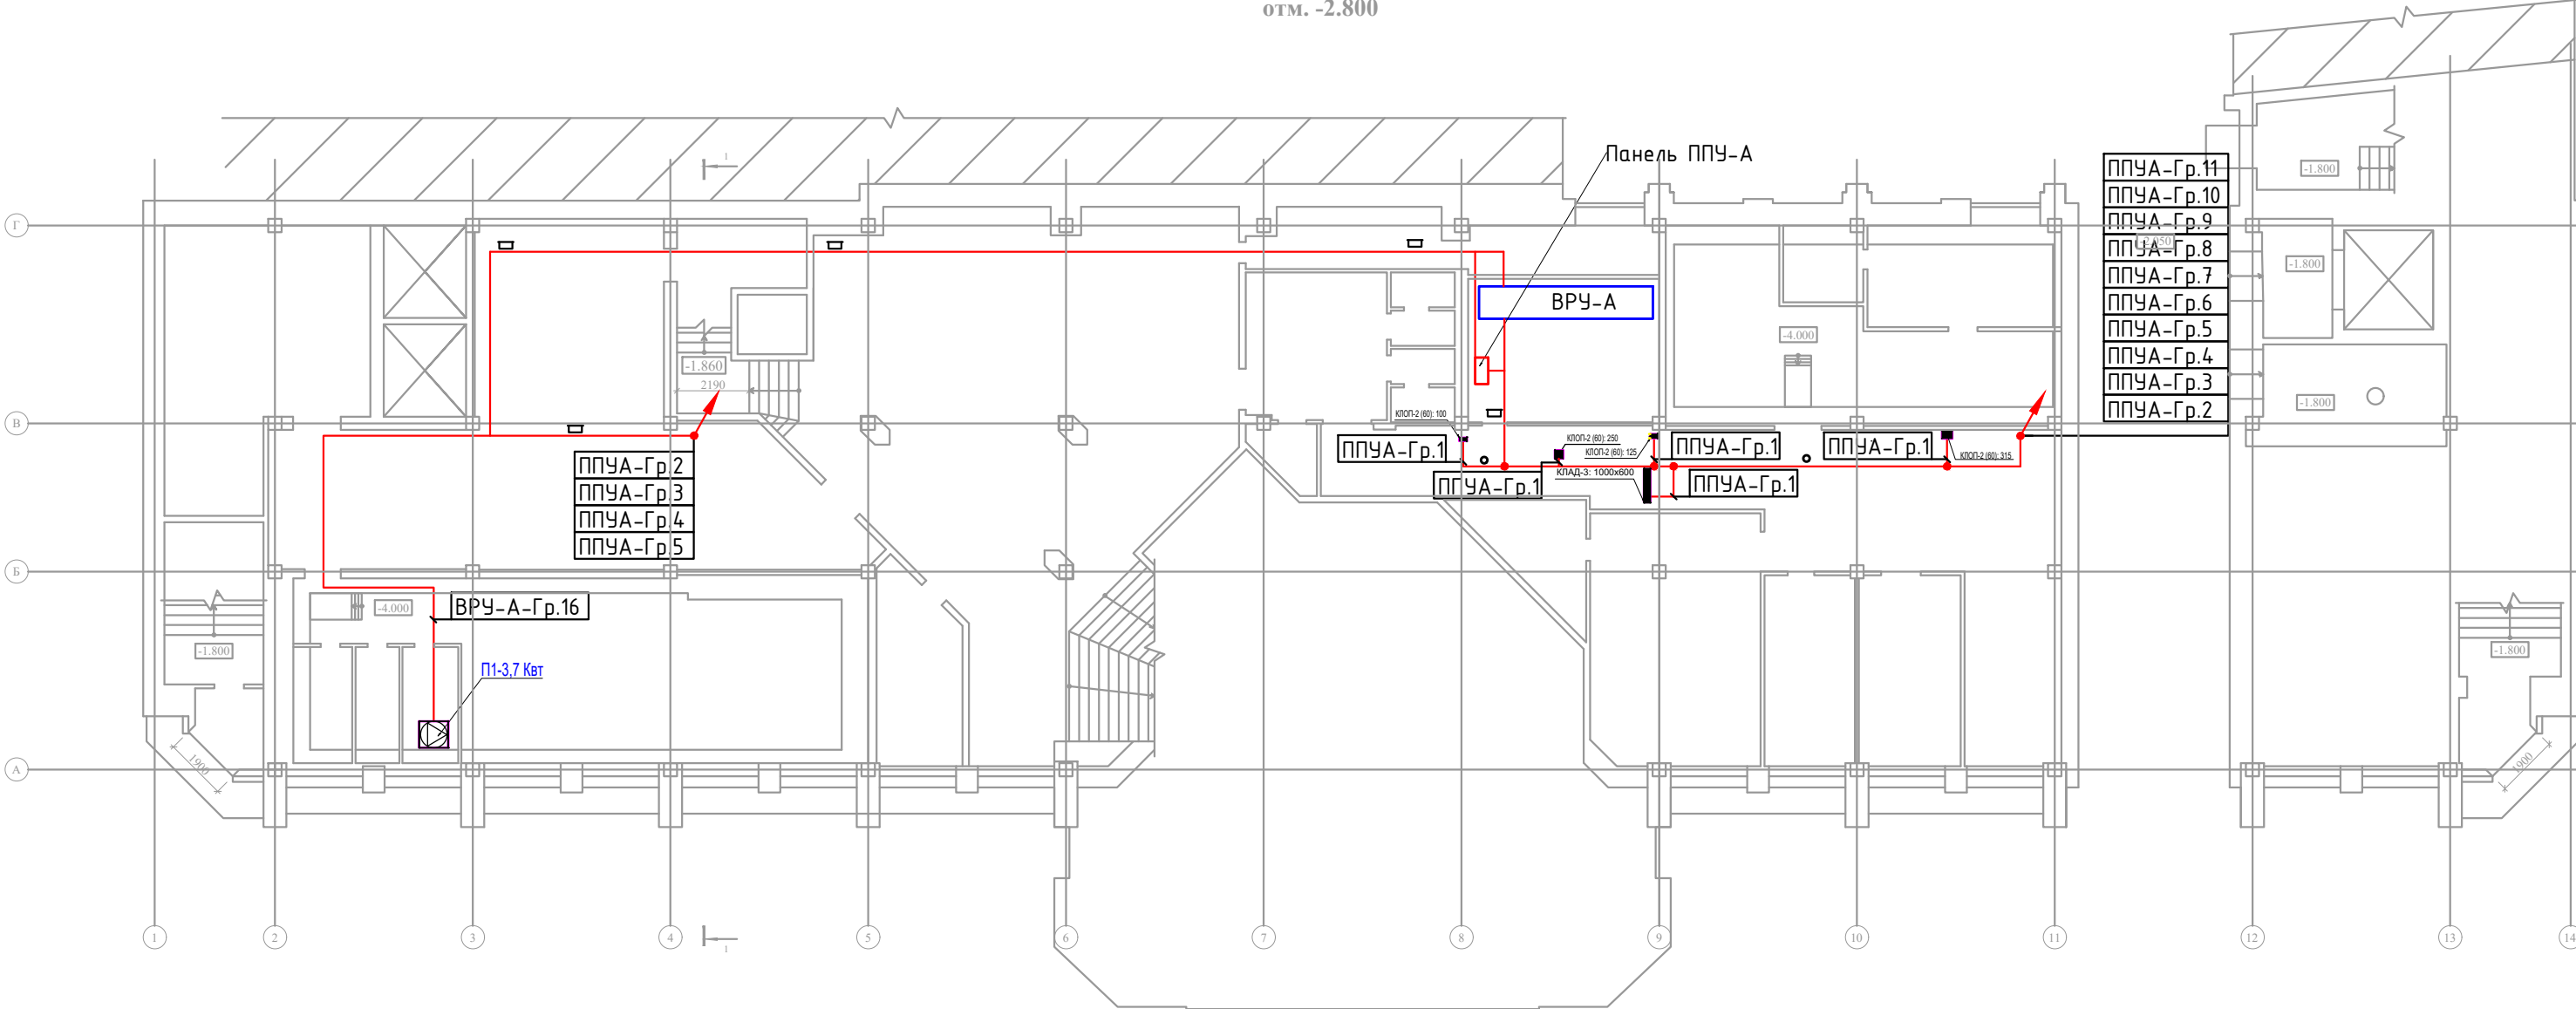 отм. -2.800
1
Панель ППУ-А
ППУА-Гр.11
ППУА-Гр.10
ППУА-Гр.9
ППУА-Гр.8
ППУА-Гр.7
ППУА-Гр.6
ППУА-Гр.5
ППУА-Гр.4
ППУА-Гр.3
ППУА-Гр.2
-1.800
-1.800
-1.800
Г
ВРУ-А
-4.000
-1.860
2190
КЛОП-2 (60): 100
В
ППУА-Гр.1
КЛОП-2 (60): 250
КЛОП-2 (60): 125
КЛАД-3: 1000x600
ППУА-Гр.1
ППУА-Гр.1
КЛОП-2 (60): 315
ППУА-Гр.1
ППУА-Гр.1
ППУА-Гр.2
ППУА-Гр.3
ППУА-Гр.4
ППУА-Гр.5
Б
-4.000
ВРУ-А-Гр.16
-1.800
П1-3,7 Квт
-1.800
1900
1900
А
1
2
3
4
1
5
6
7
8
9
10
11
12
13
14